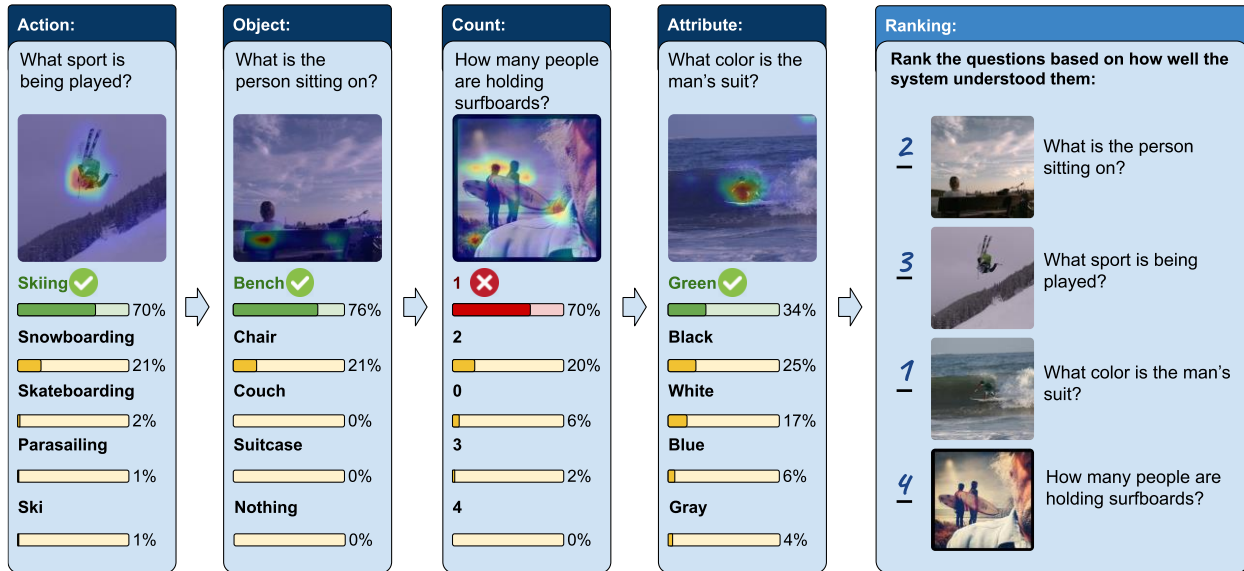 Action:
What sport is
being played?
Skiing
70%
Snowboarding
21%
Skateboarding
2%
Parasailing
1%
Ski
1%
Object:
What is the
person sitting on?
Bench
76%
Chair
21%
Couch
0%
Suitcase
0%
Nothing
0%
Count:
How many people
are holding
surfboards?
1
70%
2
20%
0
6%
3
2%
4
0%
Attribute:
What color is the
man's suit?
Green
34%
Black
25%
White
17%
Blue
6%
Gray
4%
Ranking:
Rank the questions based on how well the
system understood them:
2
What is the person
sitting on?
3
What sport is being
played?
1
What color is the man's
suit?
4
How many people are
holding surfboards?